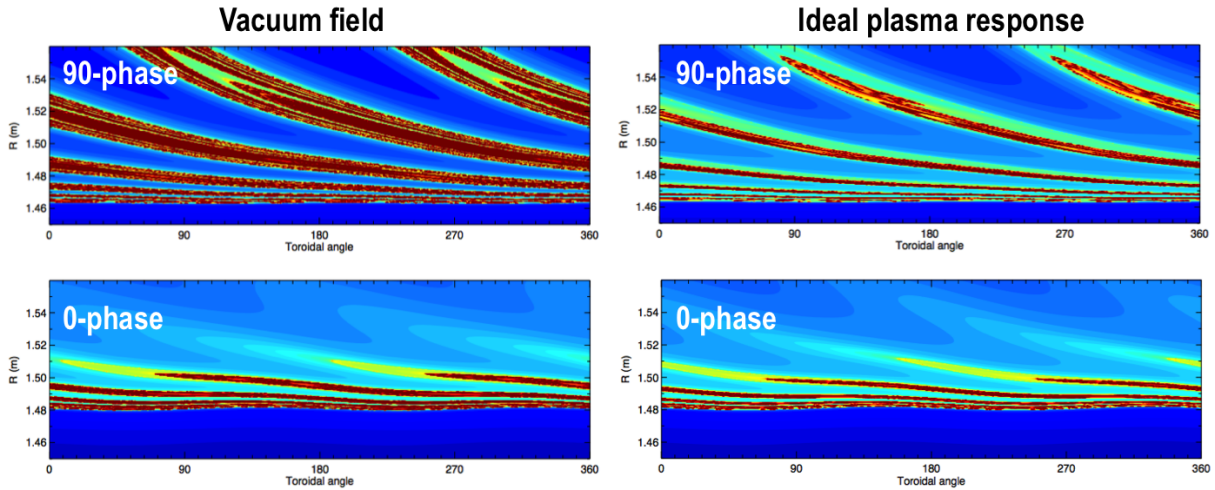 Vacuum field
Ideal plasma response
90-phase
R (m)
1.54
1.52
1.50
1.48
1.46
0 90 180 270 360
Toroidal angle
90-phase
R (m)
1.54
1.52
1.50
1.48
1.46
0 90 180 270 360
Toroidal angle
0-phase
R (m)
1.54
1.52
1.50
1.48
1.46
0 90 180 270 360
Toroidal angle
0-phase
R (m)
1.54
1.52
1.50
1.48
1.46
0 90 180 270 360
Toroidal angle